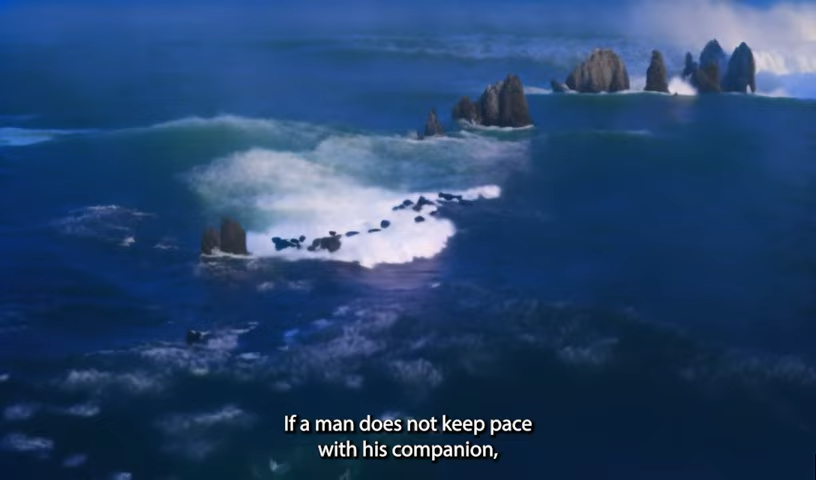 If a man does not keep pace
with his companion,